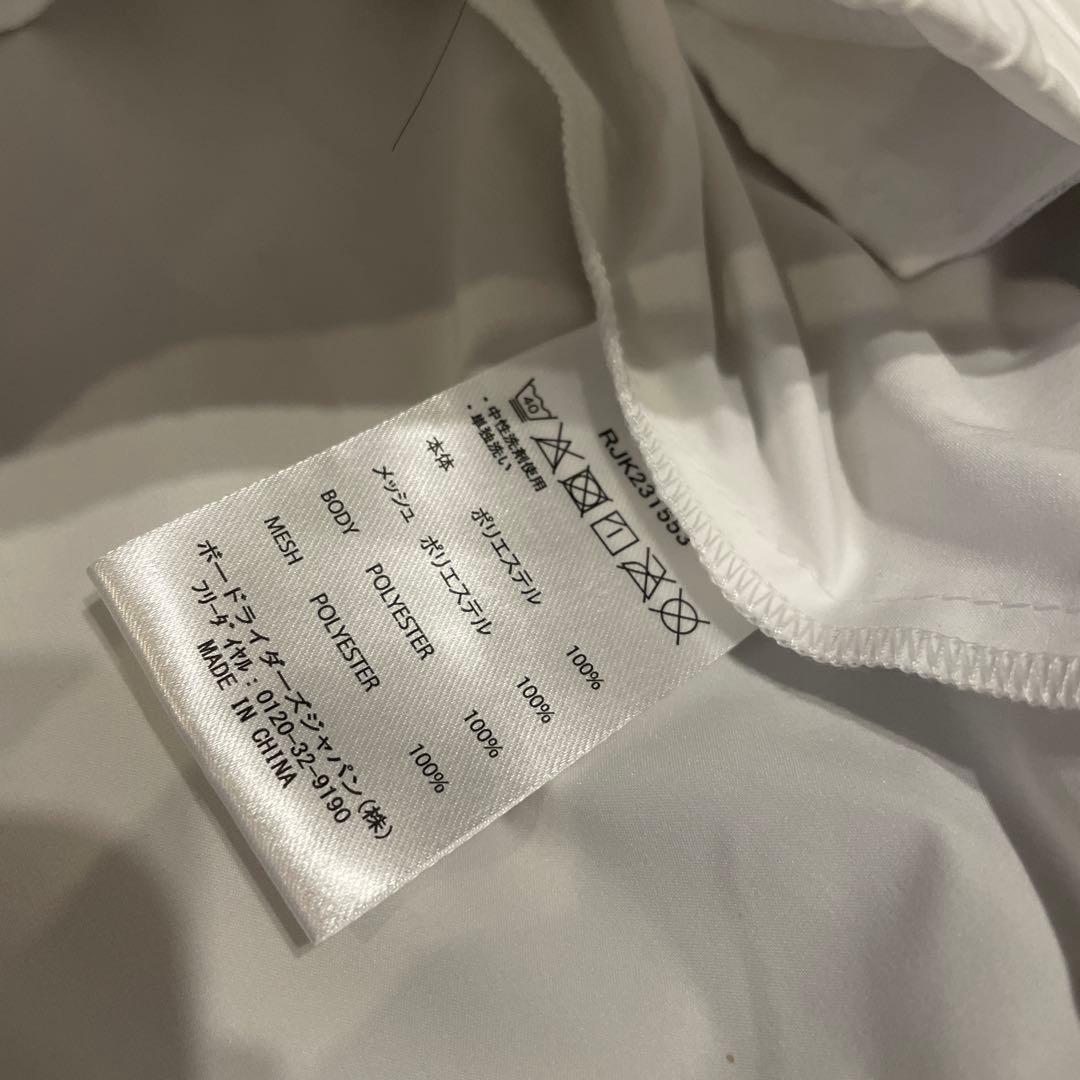 RJK231553
40
1
・中性洗剤使用
・単独洗い
本体 ポリエステル 100%
メッシュ ポリエステル 100%
BODY POLYESTER 100%
MESH POLYESTER 100%
ボードライダーズジャパン(株)
フリーダイヤル:0120-32-9190
MADE IN CHINA